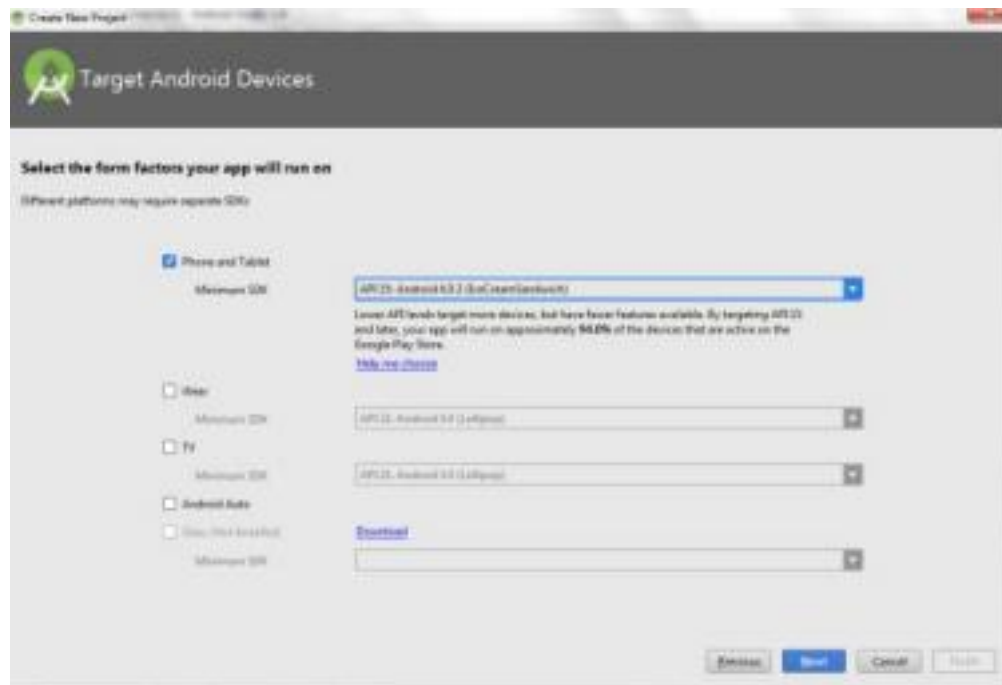 Create New Project
Target Android Devices
Select the form factors your app will run on
Different platforms may require separate SDKs
Phone and Tablet
Minimum SDK
API 15: Android 4.0.3 (IceCreamSandwich)
Lower API levels target more devices, but have fewer features available. By targeting API 15
and later, your app will run on approximately 94.0% of the devices that are active on the
Google Play Store.
Help me choose
Wear
Minimum SDK
API 21: Android 5.0 (Lollipop)
TV
Minimum SDK
API 21: Android 5.0 (Lollipop)
Android Auto
Glass (Not Installed)
Download
Minimum SDK
Previous
Next
Cancel
Finish